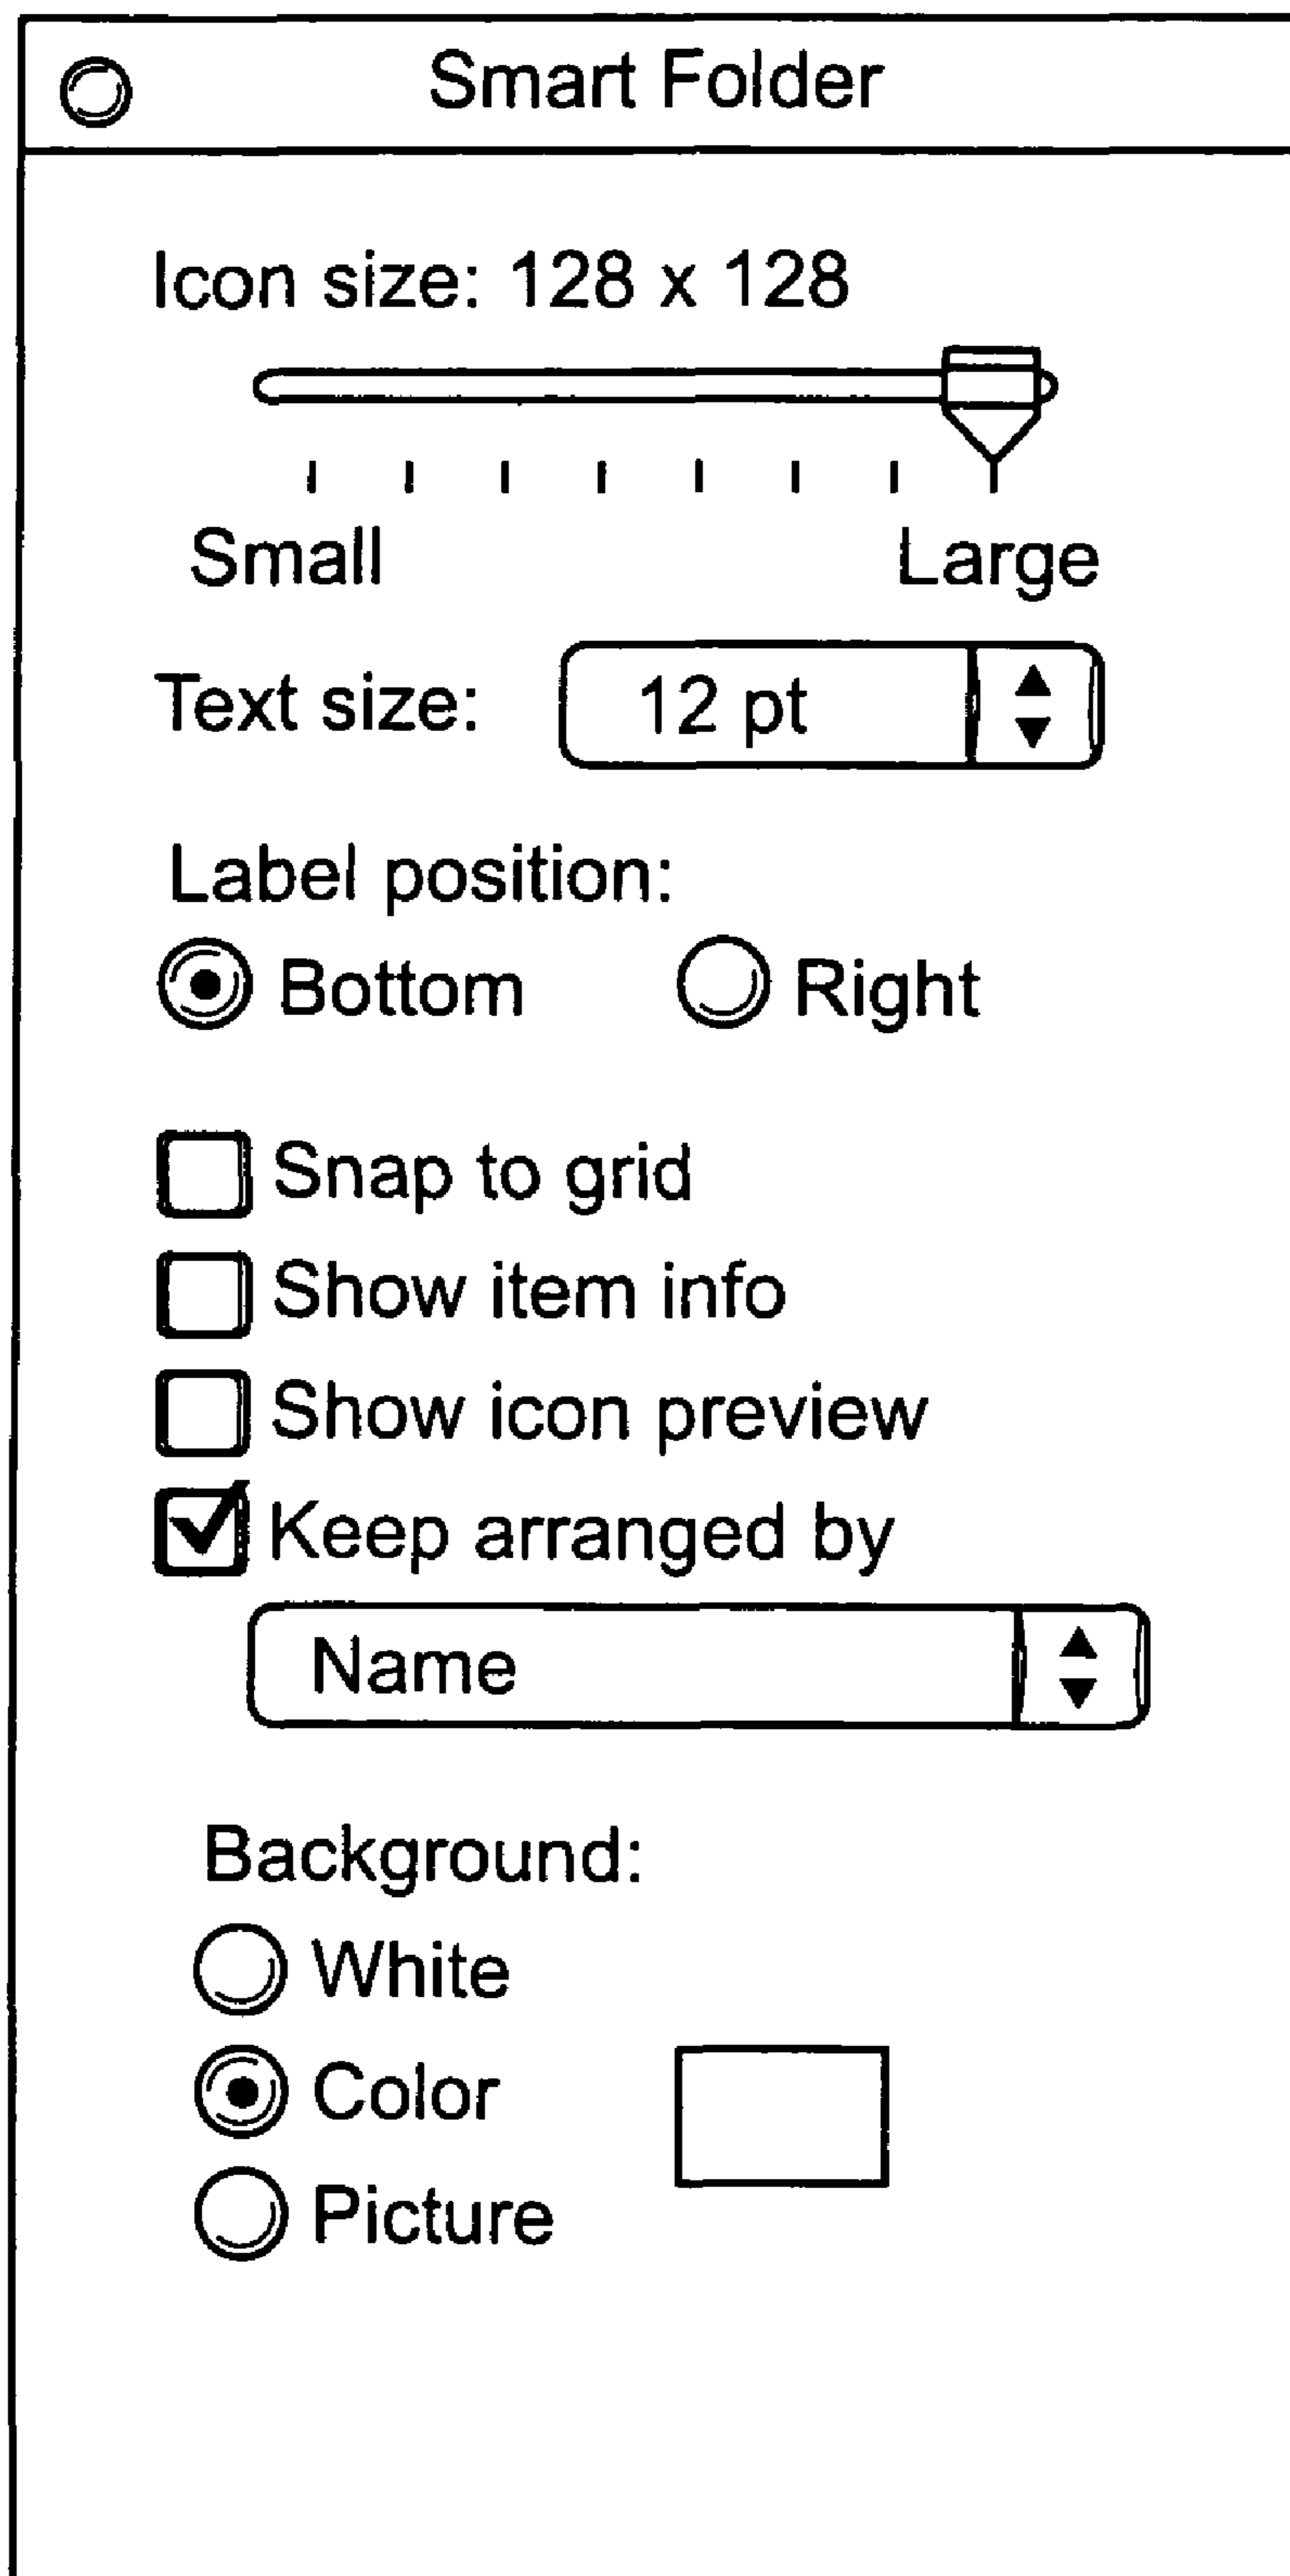 Smart Folder
Icon size: 128 x 128
Small Large
Text size: 12 pt
Label position:
Bottom Right
Snap to grid
Show item info
Show icon preview
Keep arranged by
Name
Background:
White
Color
Picture